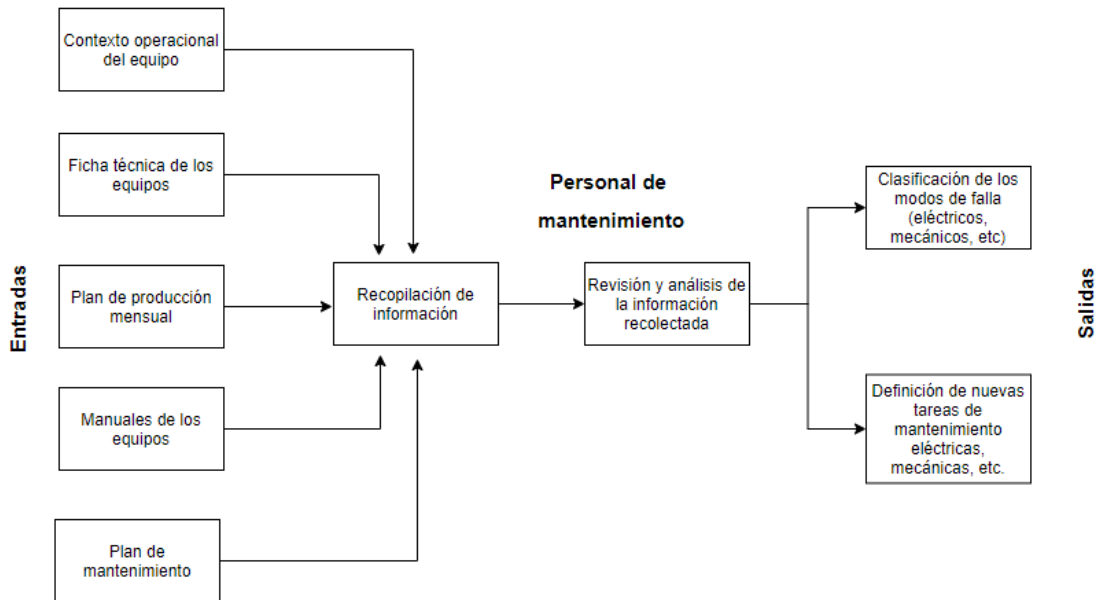 Contexto operacional
del equipo
Ficha técnica de los
equipos
Personal de
mantenimiento
Clasificación de los
modos de falla
(eléctricos,
mecánicos, etc)
Entradas
Plan de producción
mensual
Recopilación de
información
Revisión y análisis de
la información
recolectada
Salidas
Manuales de los
equipos
Definición de nuevas
tareas de
mantenimiento
eléctricas,
mecánicas, etc.
Plan de
mantenimiento